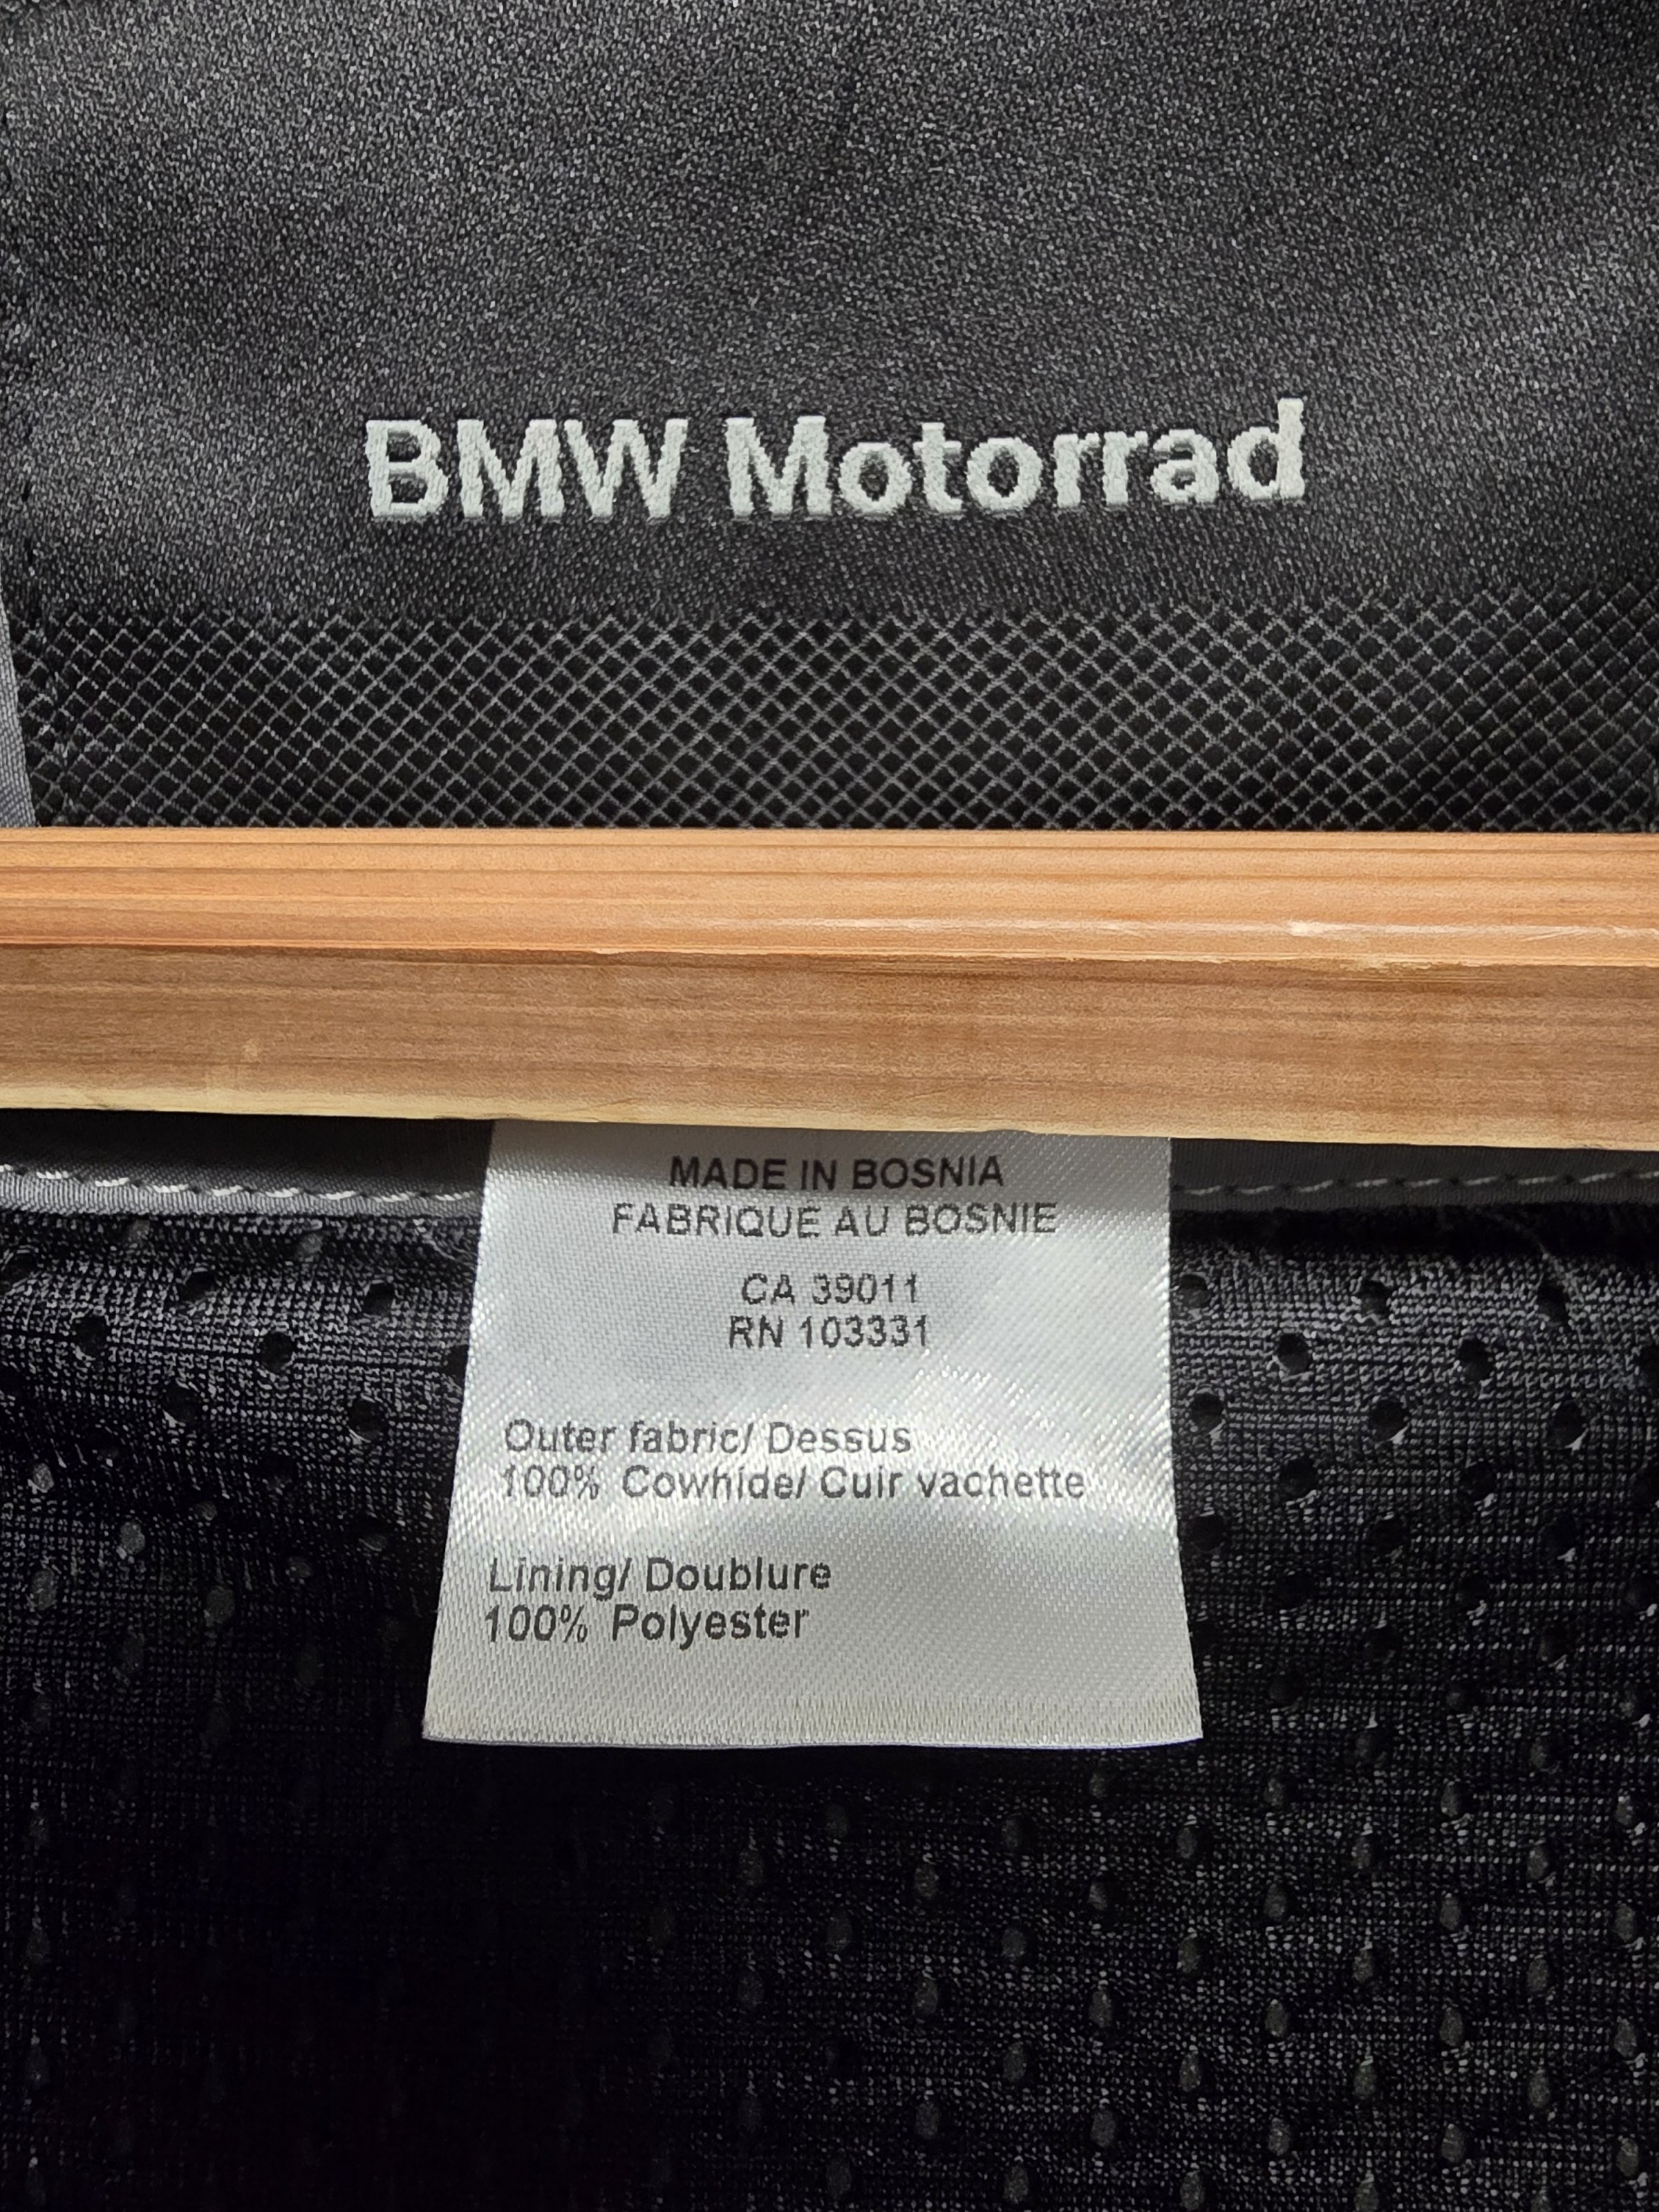 BMW Motorrad
MADE IN BOSNIA
FABRIQUE AU BOSNIE
CA 39011
RN 103331
Outer fabric/ Dessus
100% Cowhide/ Cuir vachette
Lining/ Doublure
100% Polyester